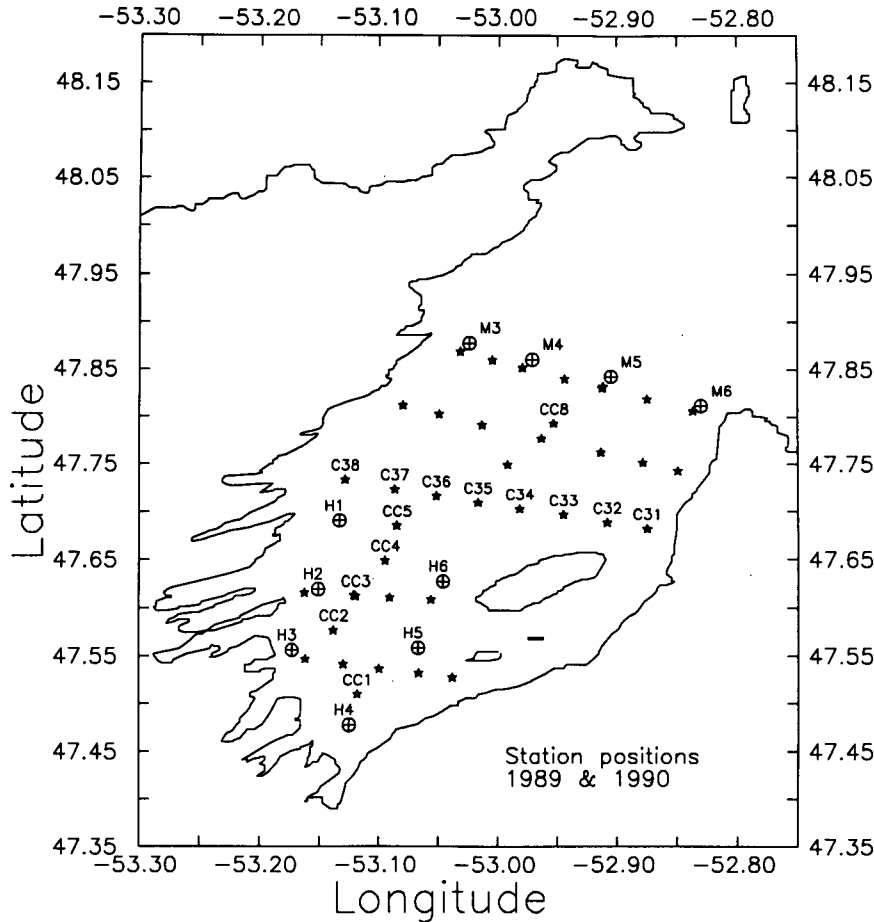 −53.30 −53.20 −53.10 −53.00 −52.90 −52.80
48.15 48.15
48.05 48.05
47.95 47.95
M3
M4
47.85 M5 47.85
M6
CC8
47.75 47.75
C38 C37 C36 C35 C34 C33 C32 C31
H1 CC5
CC4
47.65 47.65
H2 CC3 H6
CC2
H3 H5
47.55 47.55
CC1
H4
47.45 47.45
Station positions
1989 & 1990
47.35 47.35
−53.30 −53.20 −53.10 −53.00 −52.90 −52.80
Longitude
Latitude